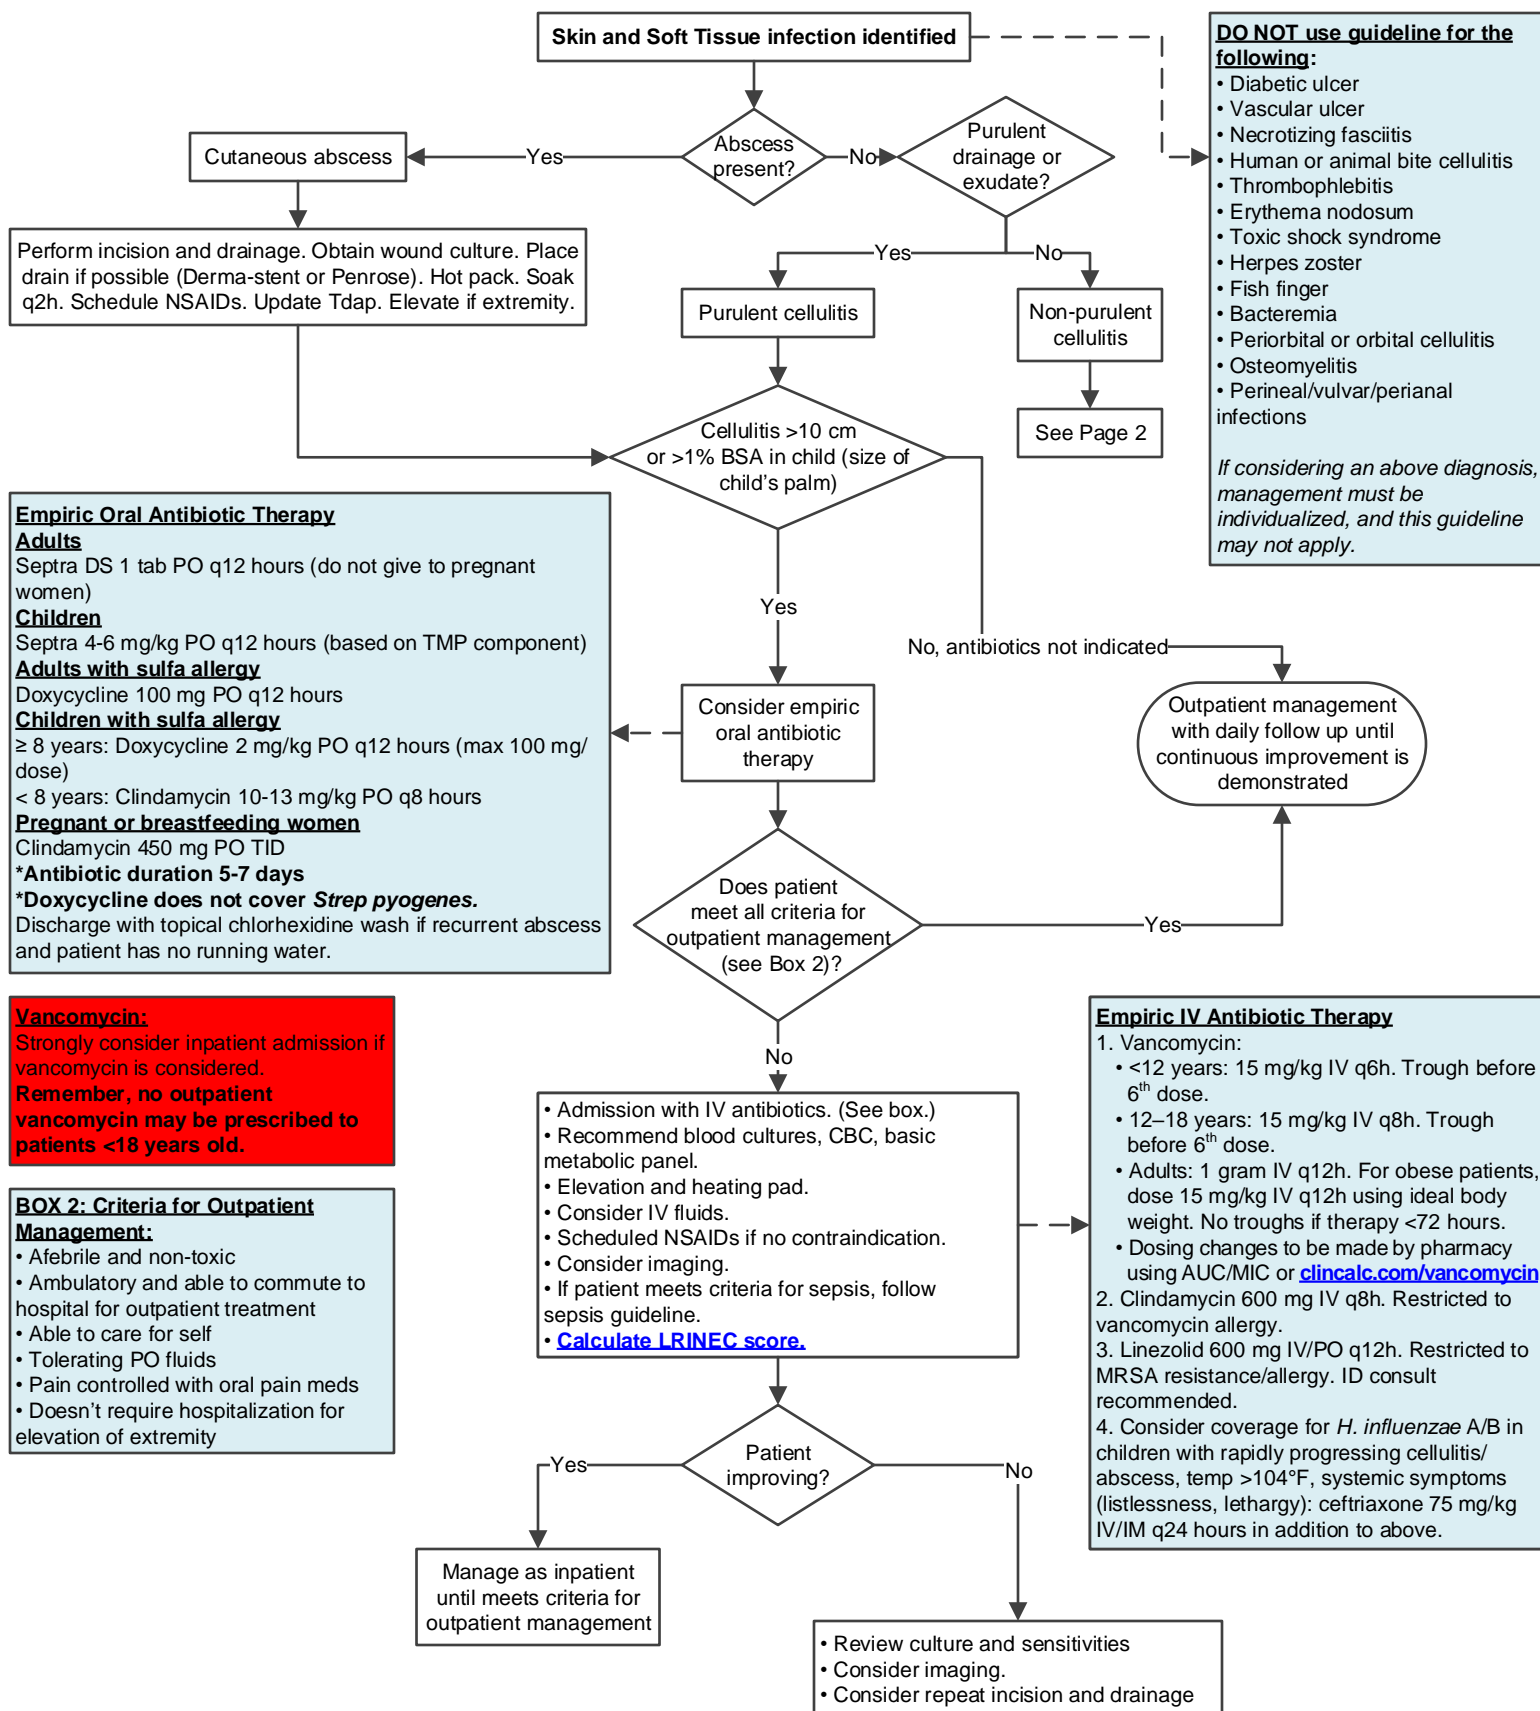 Skin and Soft Tissue infection identified
DO NOT use guideline for the
following:
• Diabetic ulcer
• Vascular ulcer
• Necrotizing fasciitis
• Human or animal bite cellulitis
• Thrombophlebitis
• Erythema nodosum
• Toxic shock syndrome
• Herpes zoster
• Fish finger
• Bacteremia
• Periorbital or orbital cellulitis
• Osteomyelitis
• Perineal/vulvar/perianal
infections
If considering an above diagnosis,
management must be
individualized, and this guideline
may not apply.
Abscess
present?
Yes
No
Cutaneous abscess
Purulent
drainage or
exudate?
Perform incision and drainage. Obtain wound culture. Place
drain if possible (Derma-stent or Penrose). Hot pack. Soak
q2h. Schedule NSAIDs. Update Tdap. Elevate if extremity.
Yes
No
Purulent cellulitis
Non-purulent
cellulitis
See Page 2
Cellulitis >10 cm
or >1% BSA in child (size of
child's palm)
Yes
No, antibiotics not indicated
Empiric Oral Antibiotic Therapy
Adults
Septra DS 1 tab PO q12 hours (do not give to pregnant
women)
Children
Septra 4-6 mg/kg PO q12 hours (based on TMP component)
Adults with sulfa allergy
Doxycycline 100 mg PO q12 hours
Children with sulfa allergy
≥ 8 years: Doxycycline 2 mg/kg PO q12 hours (max 100 mg/
dose)
< 8 years: Clindamycin 10-13 mg/kg PO q8 hours
Pregnant or breastfeeding women
Clindamycin 450 mg PO TID
*Antibiotic duration 5-7 days
*Doxycycline does not cover Strep pyogenes.
Discharge with topical chlorhexidine wash if recurrent abscess
and patient has no running water.
Consider empiric
oral antibiotic
therapy
Outpatient management
with daily follow up until
continuous improvement is
demonstrated
Does patient
meet all criteria for
outpatient management
(see Box 2)?
Yes
No
Vancomycin:
Strongly consider inpatient admission if
vancomycin is considered.
Remember, no outpatient
vancomycin may be prescribed to
patients <18 years old.
BOX 2: Criteria for Outpatient
Management:
• Afebrile and non-toxic
• Ambulatory and able to commute to
hospital for outpatient treatment
• Able to care for self
• Tolerating PO fluids
• Pain controlled with oral pain meds
• Doesn't require hospitalization for
elevation of extremity
• Admission with IV antibiotics. (See box.)
• Recommend blood cultures, CBC, basic
metabolic panel.
• Elevation and heating pad.
• Consider IV fluids.
• Scheduled NSAIDs if no contraindication.
• Consider imaging.
• If patient meets criteria for sepsis, follow
sepsis guideline.
• Calculate LRINEC score.
Empiric IV Antibiotic Therapy
1. Vancomycin:
• <12 years: 15 mg/kg IV q6h. Trough before
6th dose.
• 12–18 years: 15 mg/kg IV q8h. Trough
before 6th dose.
• Adults: 1 gram IV q12h. For obese patients,
dose 15 mg/kg IV q12h using ideal body
weight. No troughs if therapy <72 hours.
• Dosing changes to be made by pharmacy
using AUC/MIC or clincalc.com/vancomycin
2. Clindamycin 600 mg IV q8h. Restricted to
vancomycin allergy.
3. Linezolid 600 mg IV/PO q12h. Restricted to
MRSA resistance/allergy. ID consult
recommended.
4. Consider coverage for H. influenzae A/B in
children with rapidly progressing cellulitis/
abscess, temp >104°F, systemic symptoms
(listlessness, lethargy): ceftriaxone 75 mg/kg
IV/IM q24 hours in addition to above.
Patient
improving?
Yes
No
Manage as inpatient
until meets criteria for
outpatient management
• Review culture and sensitivities
• Consider imaging.
• Consider repeat incision and drainage